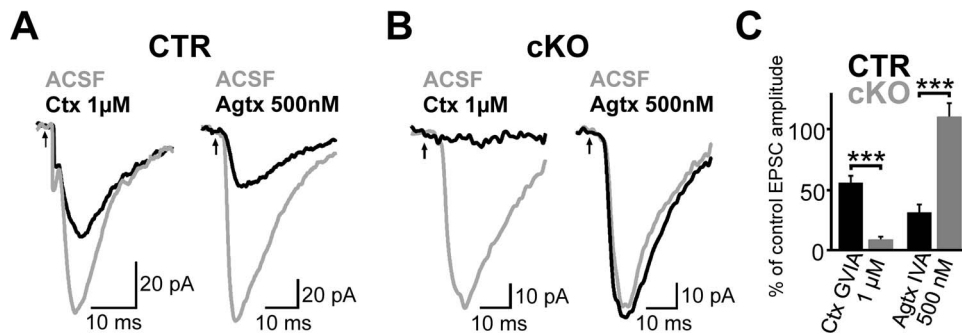 A
CTR
ACSF
Ctx 1µM
Agtx 500nM
20 pA
10 ms
20 pA
10 ms
B
cKO
ACSF
Ctx 1µM
ACSF
Agtx 500nM
10 pA
10 ms
10 pA
10 ms
C
CTR
cKO
% of control EPSC amplitude
100
50
0
***
***
Ctx GVIA
1 µM
Agtx IVA
500 nM